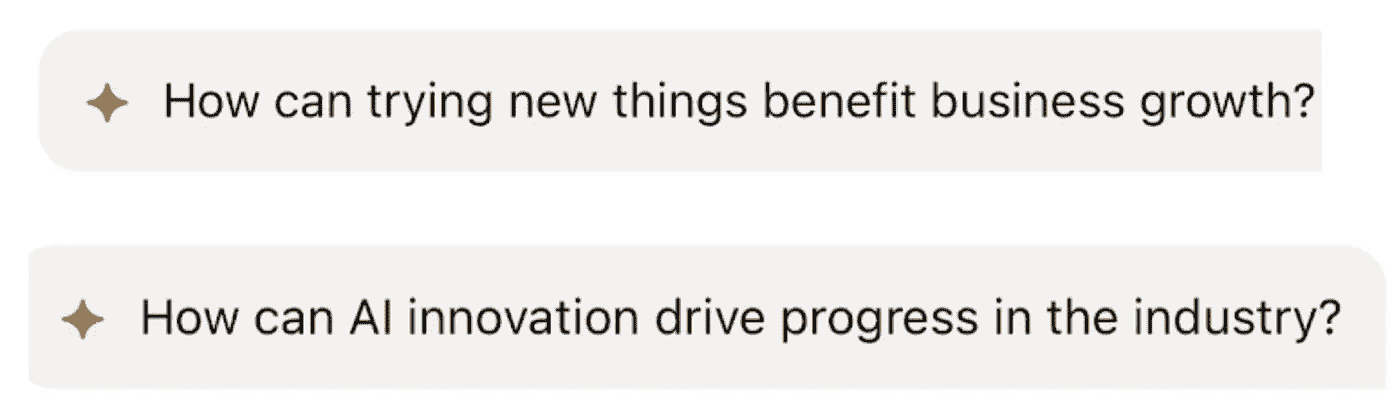 How can trying new things benefit business growth?
How can AI innovation drive progress in the industry?